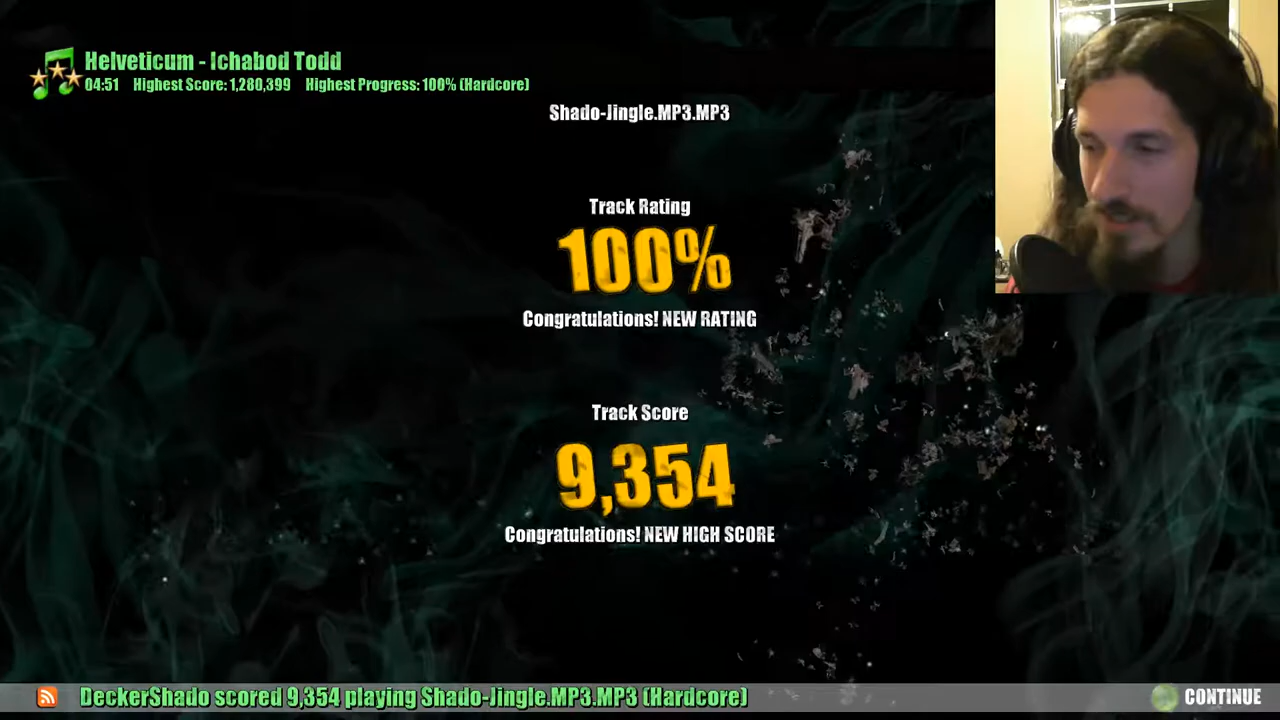 Helveticum - Ichabod Todd
04:51 Highest Score: 1,280,399 Highest Progress: 100% (Hardcore)
Shado-Jingle.MP3.MP3
Track Rating
100%
Congratulations! NEW RATING
Track Score
9,354
Congratulations! NEW HIGH SCORE
DeckerShado scored 9,354 playing Shado-Jingle.MP3.MP3 (Hardcore)
CONTINUE